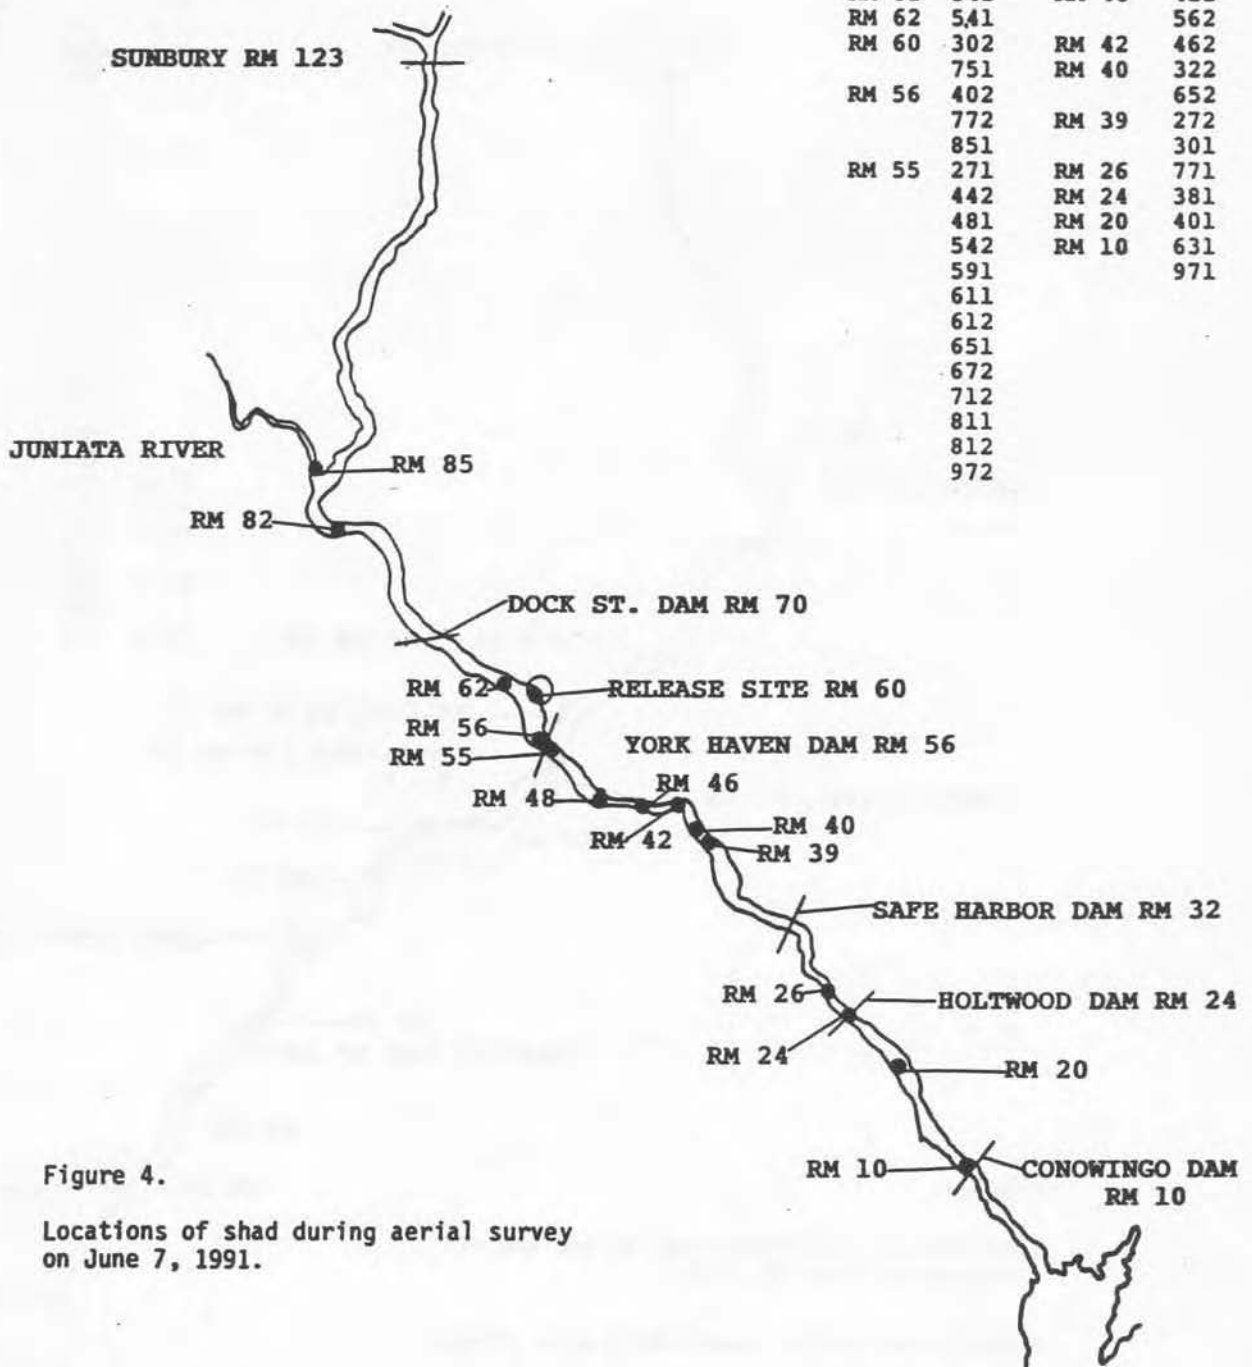 RM 62 541 562
RM 60 302 RM 42 462
751 RM 40 322
RM 56 402 652
772 RM 39 272
851 301
RM 55 271 RM 26 771
442 RM 24 381
481 RM 20 401
542 RM 10 631
591 971
611
612
651
672
712
811
812
972
SUNBURY RM 123
JUNIATA RIVER
RM 85
RM 82
DOCK ST. DAM RM 70
RM 62
RELEASE SITE RM 60
RM 56
YORK HAVEN DAM RM 56
RM 55
RM 46
RM 48
RM 42
RM 40
RM 39
SAFE HARBOR DAM RM 32
RM 26
HOLTWOOD DAM RM 24
RM 24
RM 20
RM 10
CONOWINGO DAM
RM 10
Figure 4.
Locations of shad during aerial survey
on June 7, 1991.